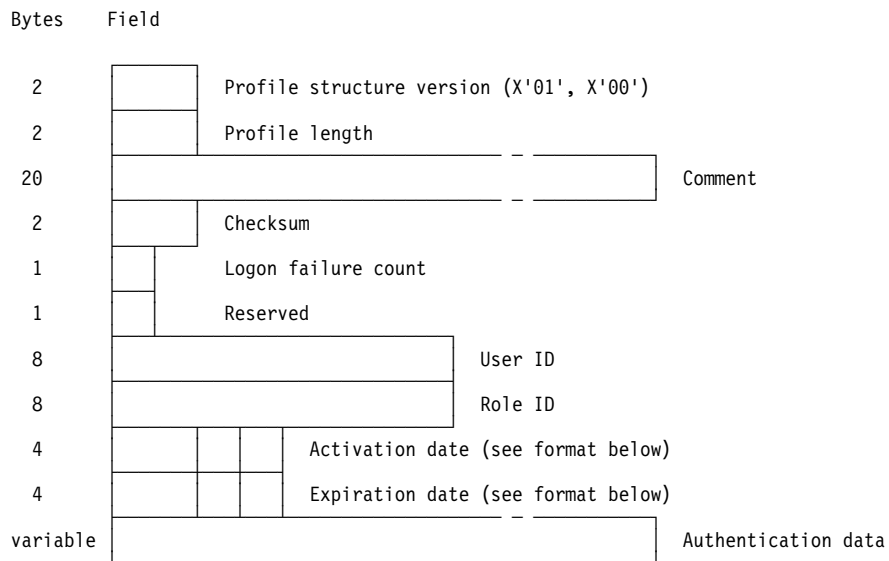 Bytes Field
2 Profile structure version (X'01', X'00')
2 Profile length
20 Comment
2 Checksum
1 Logon failure count
1 Reserved
8 User ID
8 Role ID
4 Activation date (see format below)
4 Expiration date (see format below)
variable Authentication data